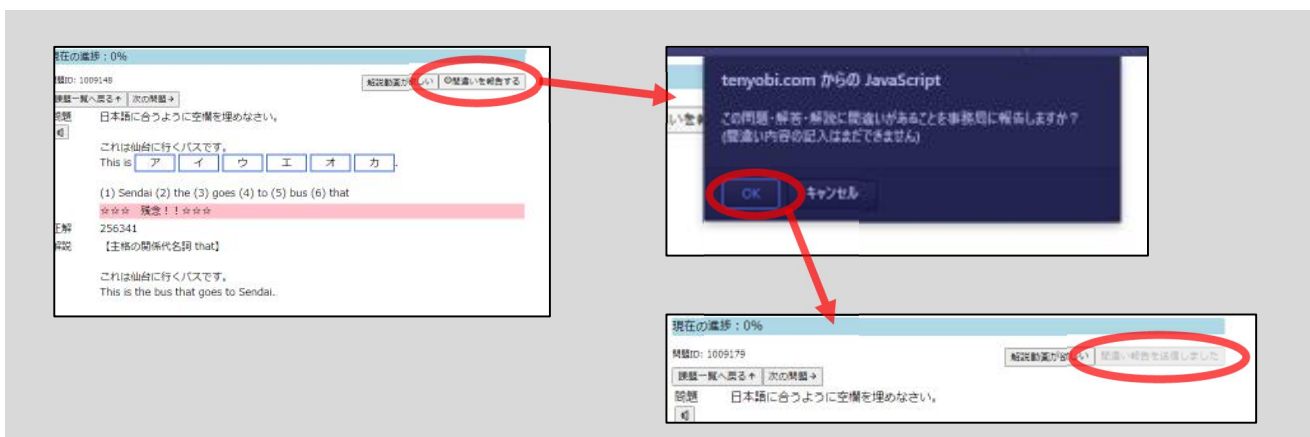 現在の進捗：0%
問題ID: 1009148
解説動画が欲しい
間違いを報告する
課題一覧へ戻る↑ 次の問題→
問題 日本語に合うように空欄を埋めなさい。
これは仙台に行くバスです。
This is ア イ ウ エ オ カ .
(1) Sendai (2) the (3) goes (4) to (5) bus (6) that
☆☆☆ 残念！！☆☆☆
正解 256341
解説 【主格の関係代名詞 that】
これは仙台に行くバスです。
This is the bus that goes to Sendai.
tenyobi.com からの JavaScript
この問題・解答・解説に間違いがあることを事務局に報告しますか？
(間違い内容の記入はまだできません)
OK キャンセル
現在の進捗：0%
問題ID: 1009179
解説動画が欲しい 間違い報告を送信しました
課題一覧へ戻る↑ 次の問題→
問題 日本語に合うように空欄を埋めなさい。